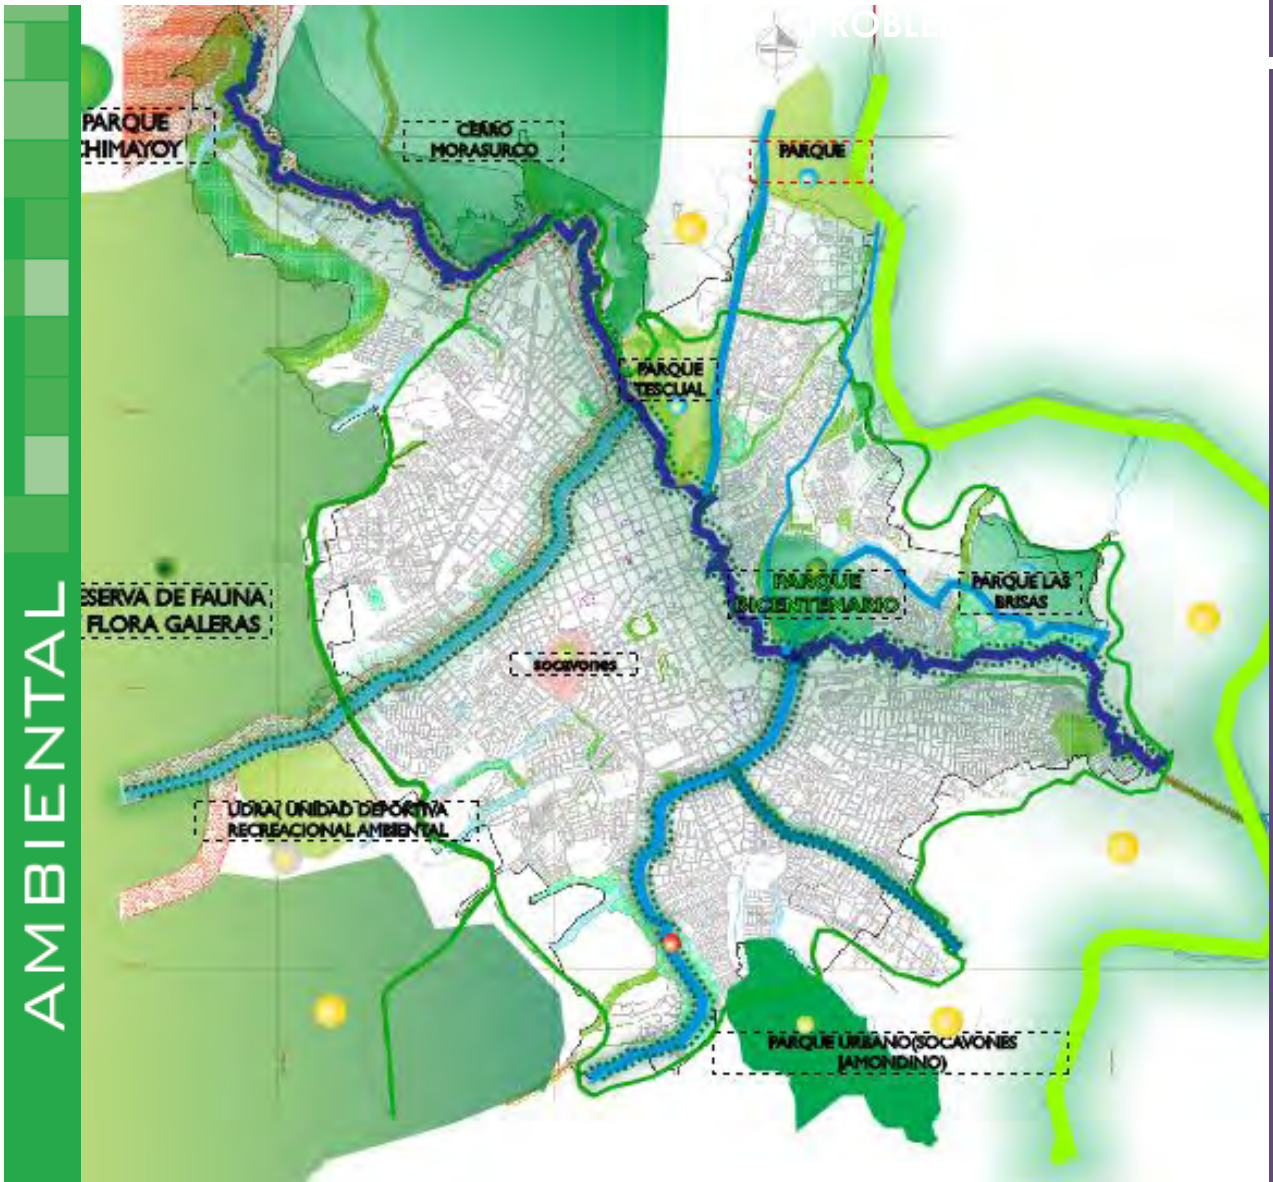 PROBLE
PARQUE
CHIMAYOY
CERRO
MORASURCO
PARQUE
PARQUE
TESCUAL
PARQUE
BICENTENARIO
PARQUE LAS
BRISAS
ESERVA DE FAUNA
FLORA GALERAS
socavones
UDRA( UNIDAD DEPORTIVA
RECREACIONAL AMBIENTAL
PARQUE URBANO(SOCAVONES
JAMONDINO)
AMBIENTAL